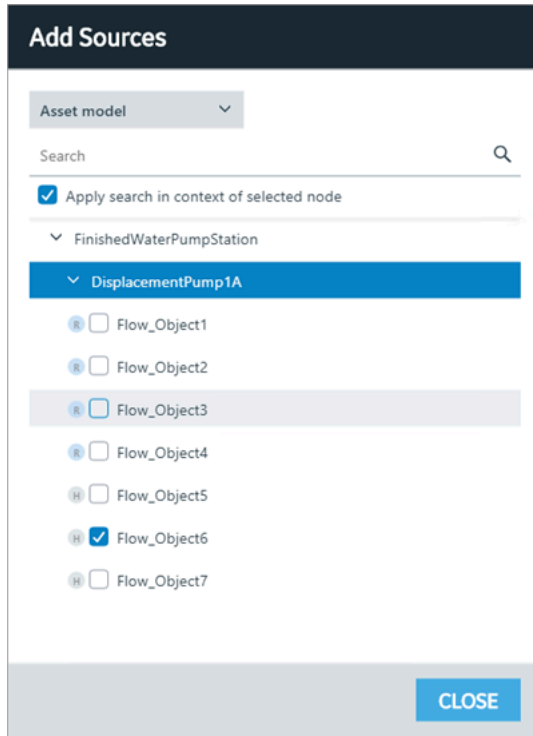 Add Sources
Asset model
Search
Apply search in context of selected node
FinishedWaterPumpStation
DisplacementPump1A
R Flow_Object1
R Flow_Object2
R Flow_Object3
R Flow_Object4
H Flow_Object5
H Flow_Object6
H Flow_Object7
CLOSE